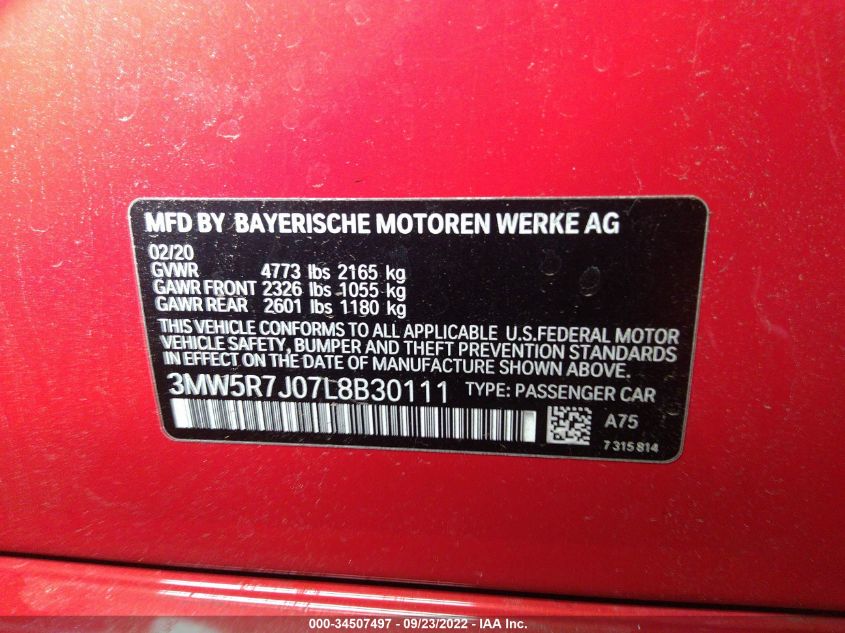 MFD BY BAYERISCHE MOTOREN WERKE AG
02/20
GVWR 4773 lbs 2165 kg
GAWR FRONT 2326 lbs 1055 kg
GAWR REAR 2601 lbs 1180 kg
THIS VEHICLE CONFORMS TO ALL APPLICABLE U.S.FEDERAL MOTOR
VEHICLE SAFETY, BUMPER AND THEFT PREVENTION STANDARDS
IN EFFECT ON THE DATE OF MANUFACTURE SHOWN ABOVE.
3MW5R7J07L8B30111 TYPE: PASSENGER CAR
A75
7315814
000-34507497 - 09/23/2022 - IAA Inc.